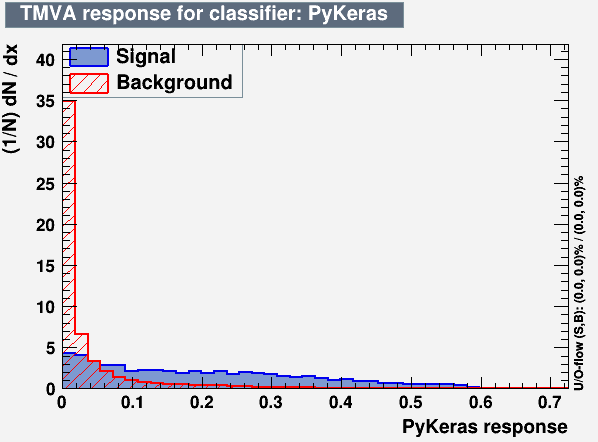 TMVA response for classifier: PyKeras
(1/N) dN / dx
Signal
Background
40
35
30
25
20
15
10
5
0
0 0.1 0.2 0.3 0.4 0.5 0.6 0.7
PyKeras response
U/O-flow (S,B): (0.0, 0.0)% / (0.0, 0.0)%